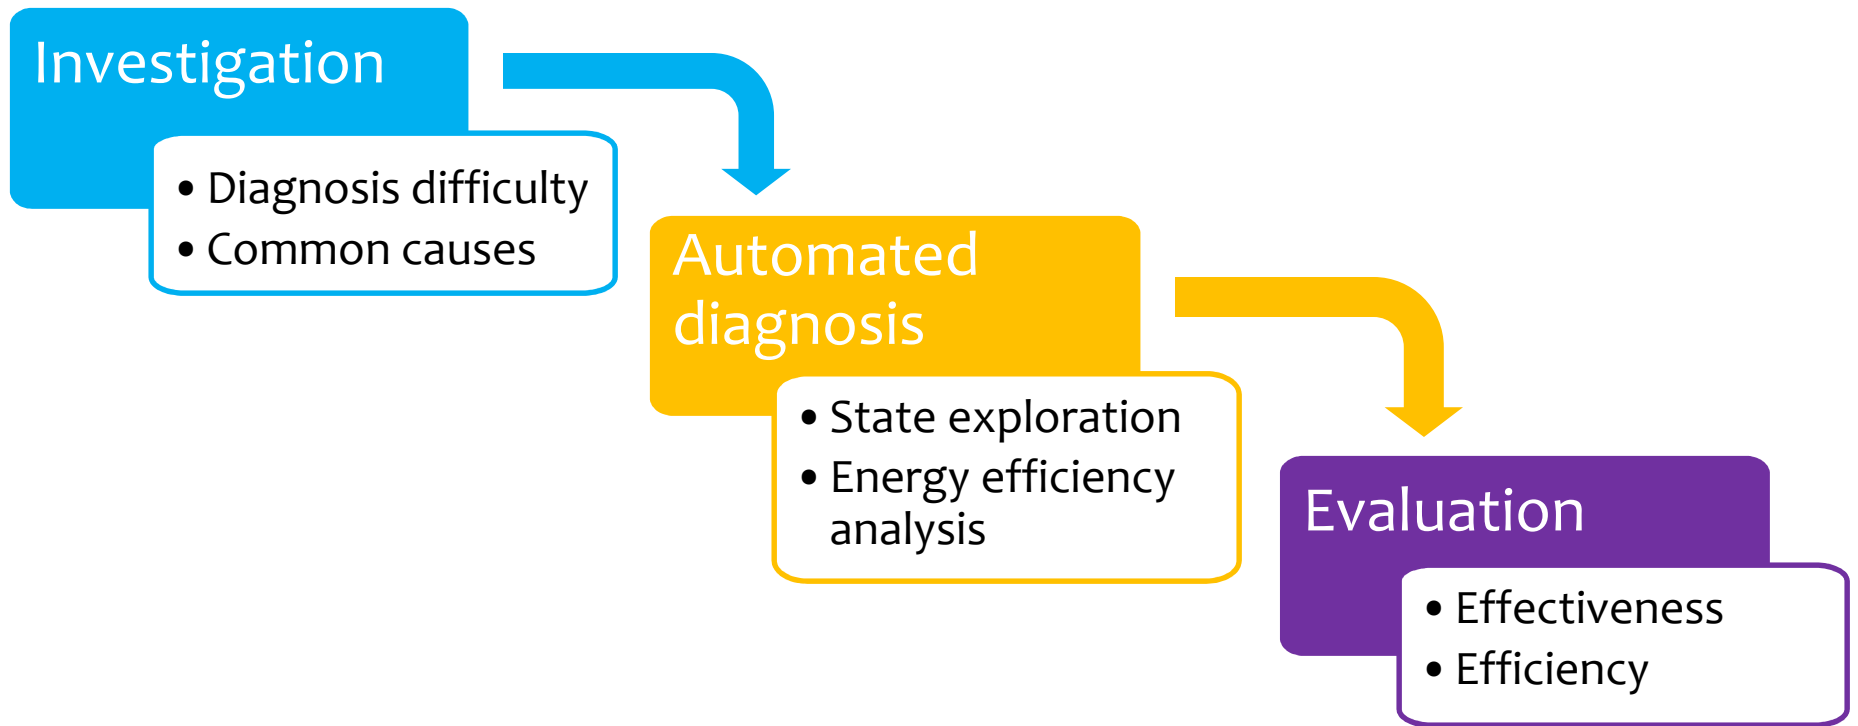 Investigation
• Diagnosis difficulty
• Common causes
Automated
diagnosis
• State exploration
• Energy efficiency
analysis
Evaluation
• Effectiveness
• Efficiency